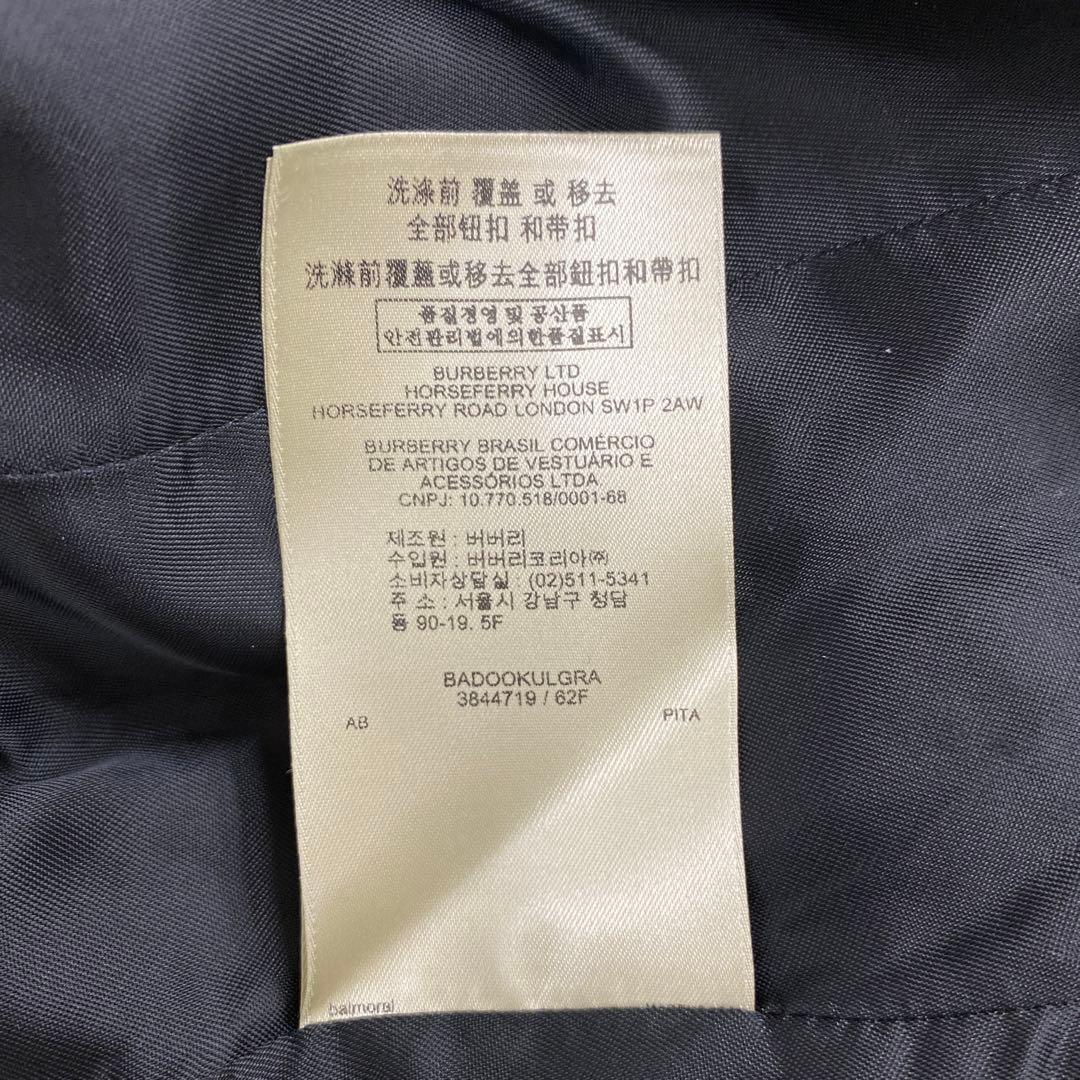 洗涤前 覆盖 或 移去
全部钮扣 和带扣
洗滌前覆蓋或移去全部鈕扣和帶扣
품질경영 및 공산품
안전관리법에의한품질표시
BURBERRY LTD
HORSEFERRY HOUSE
HORSEFERRY ROAD LONDON SW1P 2AW
BURBERRY BRASIL COMÉRCIO
DE ARTIGOS DE VESTUÁRIO E
ACESSÓRIOS LTDA
CNPJ: 10.770.518/0001-68
제조원 : 버버리
수입원 : 버버리코리아㈜
소비자상담실 : (02)511-5341
주 소 : 서울시 강남구 청담
동 90-19. 5F
BADOOKULGRA
3844719 / 62F
AB PITA
balmoral